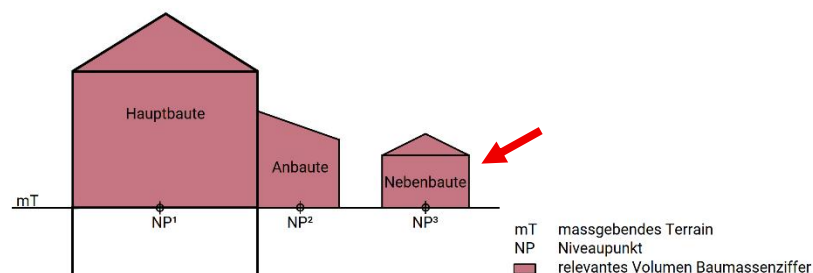 Hauptbaute
Anbaute
Nebenbaute
mT
NP¹
NP²
NP³
mT massgebendes Terrain
NP Niveaupunkt
relevantes Volumen Baumassenziffer